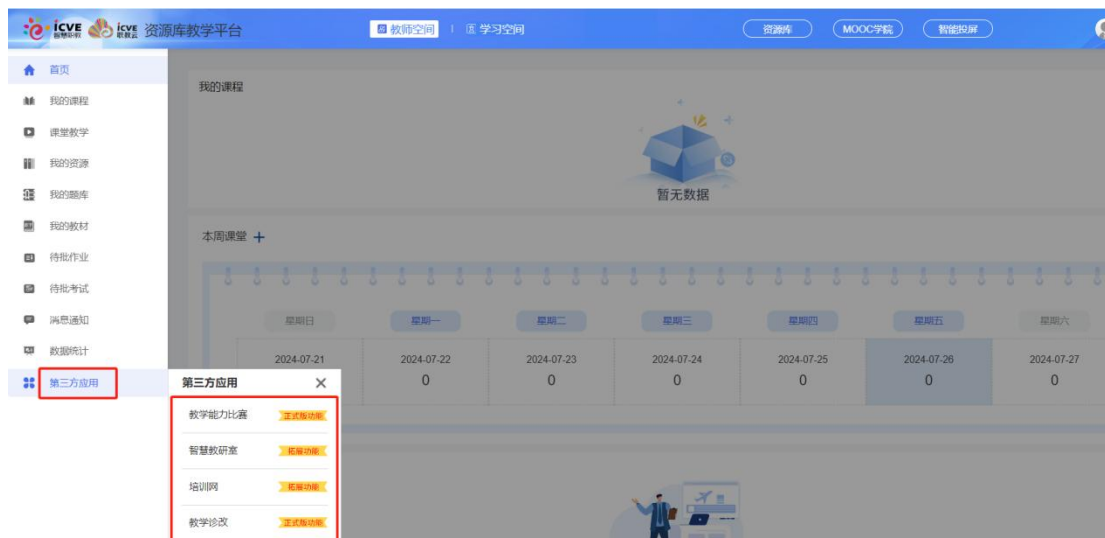 icve 智慧职教 icve 职教云 资源库教学平台 教师空间 学习空间 资源库 MOOC学院 智能投屏
首页
我的课程
课堂教学
我的资源
我的题库
我的教材
待批作业
待批考试
消息通知
数据统计
第三方应用
我的课程
暂无数据
本周课堂 +
星期日 星期一 星期二 星期三 星期四 星期五 星期六
2024-07-21 2024-07-22 2024-07-23 2024-07-24 2024-07-25 2024-07-26 2024-07-27
0 0 0 0 0 0
第三方应用
教学能力比赛 正式版功能
智慧教研室 拓展功能
培训网 拓展功能
教学诊改 正式版功能